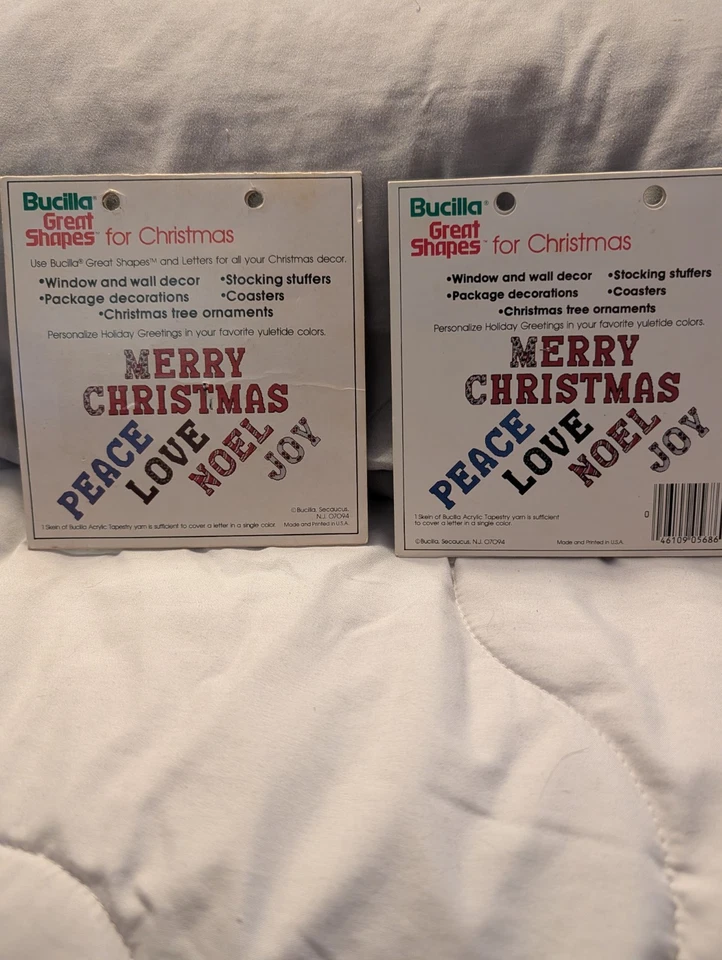 Bucilla®
Great
Shapes™ for Christmas
Use Bucilla® Great Shapes™ and Letters for all your Christmas decor.
•Window and wall decor •Stocking stuffers
•Package decorations •Coasters
•Christmas tree ornaments
Personalize Holiday Greetings in your favorite yuletide colors.
MERRY
CHRISTMAS
PEACE LOVE NOEL JOY
©Bucilla, Secaucus,
N.J. 07094
1 Skein of Bucilla Acrylic Tapestry yarn is sufficient to cover a letter in a single color. Made and Printed in U.S.A.
Bucilla®
Great
Shapes™ for Christmas
•Window and wall decor •Stocking stuffers
•Package decorations •Coasters
•Christmas tree ornaments
Personalize Holiday Greetings in your favorite yuletide colors.
MERRY
CHRISTMAS
PEACE LOVE NOEL JOY
1 Skein of Bucilla Acrylic Tapestry yarn is sufficient
to cover a letter in a single color.
©Bucilla, Secaucus, N.J. 07094 Made and Printed in U.S.A.
0 46109 05686